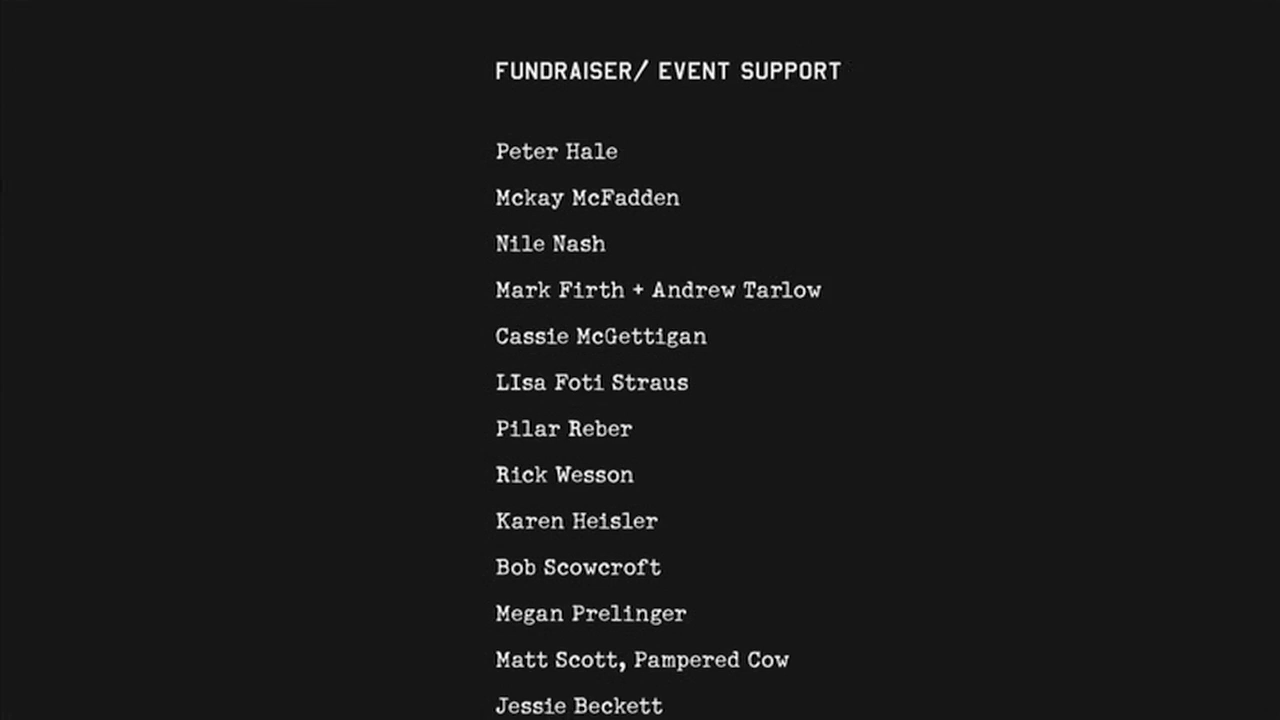 FUNDRAISER/ EVENT SUPPORT
Peter Hale
Mckay McFadden
Nile Nash
Mark Firth + Andrew Tarlow
Cassie McGettigan
LIsa Foti Straus
Pilar Reber
Rick Wesson
Karen Heisler
Bob Scowcroft
Megan Prelinger
Matt Scott, Pampered Cow
Jessie Beckett